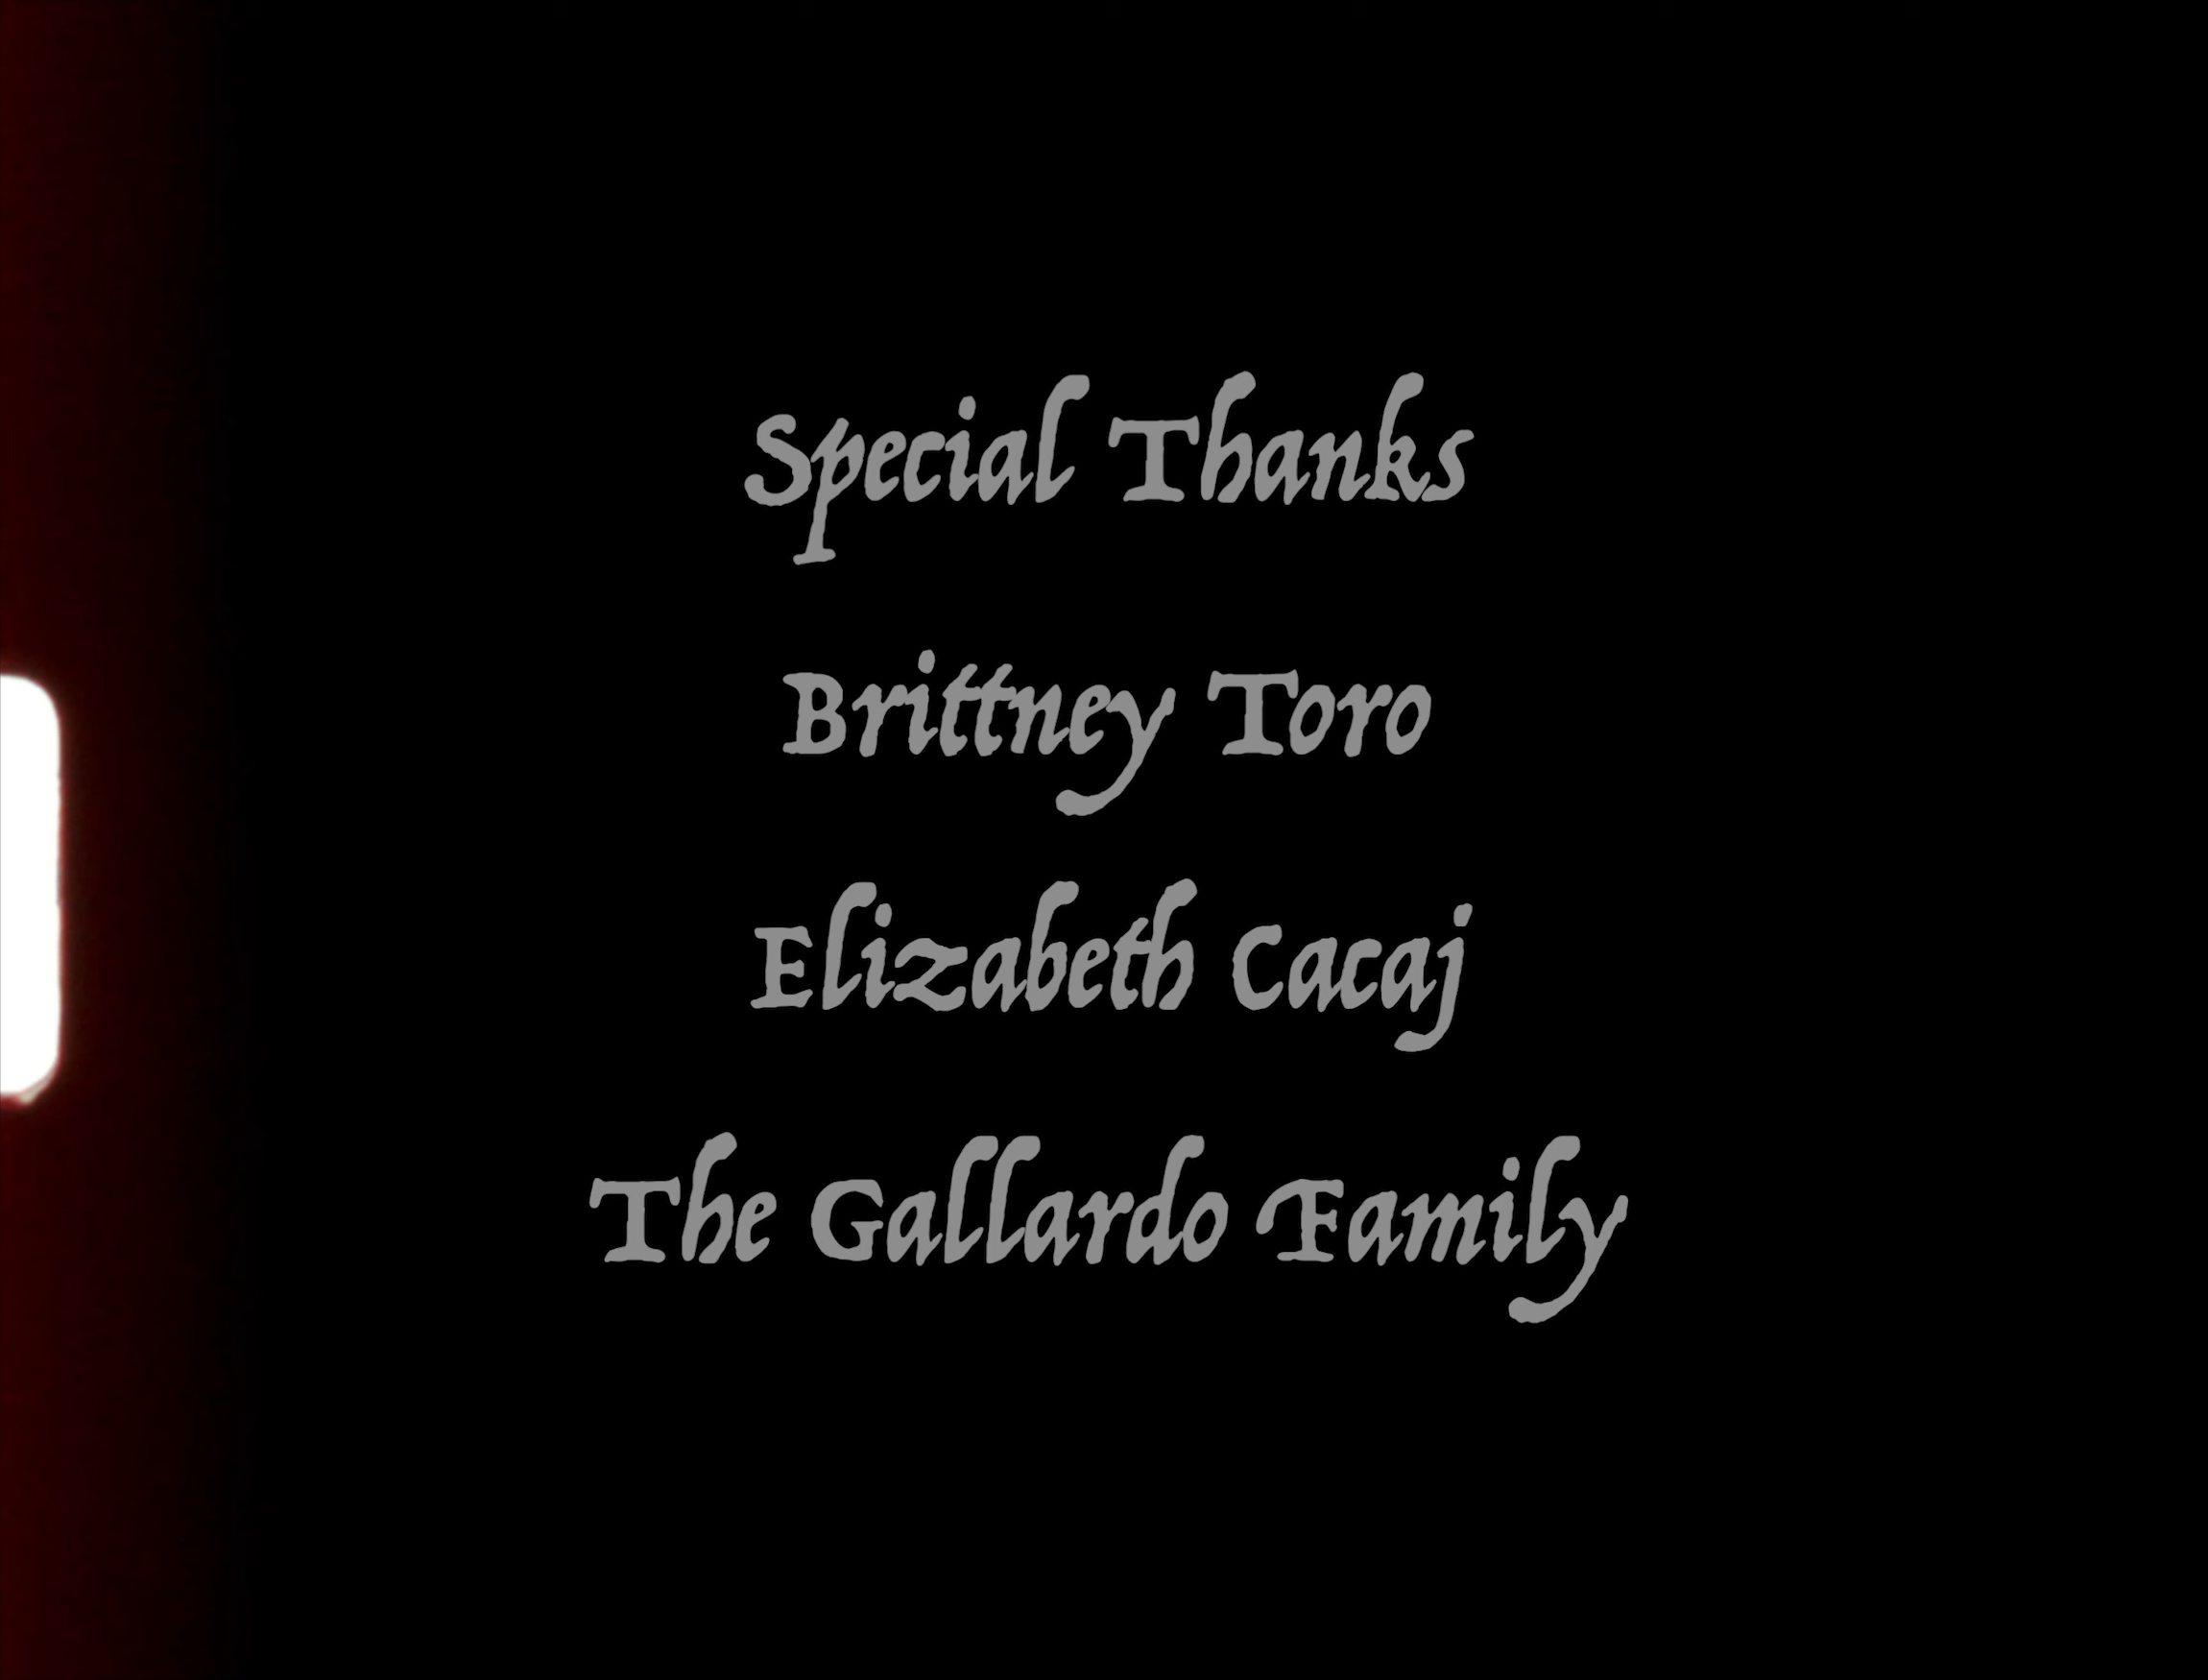 Special Thanks
Brittney Toro
Elizabeth Cacaj
The Gallardo Family